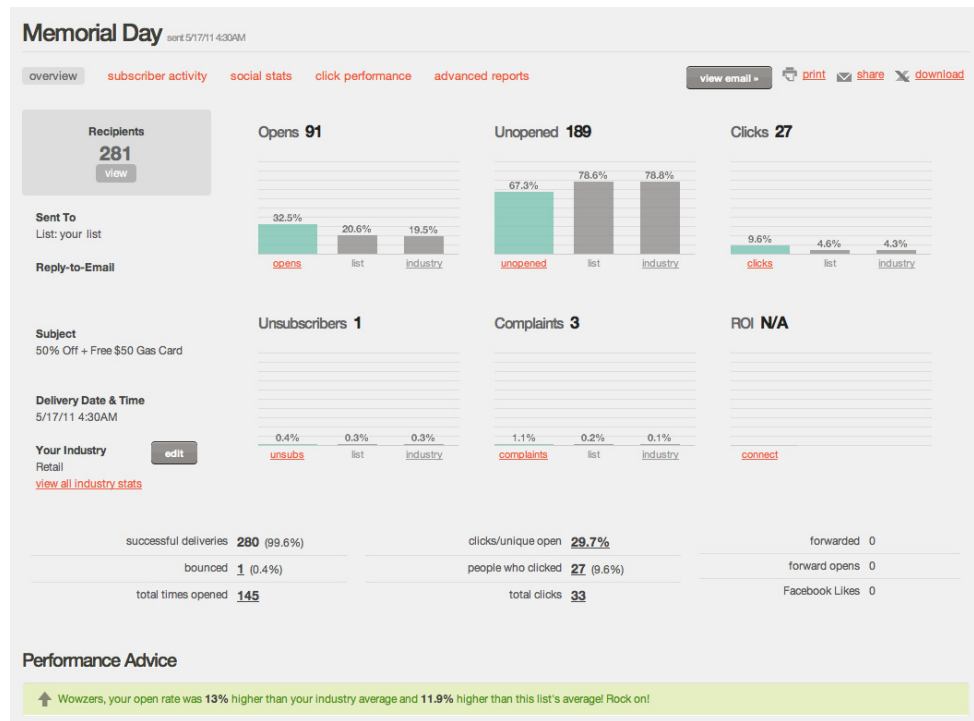 Memorial Day sent 5/17/11 4:30AM
overview subscriber activity social stats click performance advanced reports view email » print share download
Recipients
281
view
Sent To
List: your list
Reply-to-Email
Subject
50% Off + Free $50 Gas Card
Delivery Date & Time
5/17/11 4:30AM
Your Industry
edit
Retail
view all industry stats
Opens 91
32.5% 20.6% 19.5%
opens list industry
Unopened 189
67.3% 78.6% 78.8%
unopened list industry
Clicks 27
9.6% 4.6% 4.3%
clicks list industry
Unsubscribers 1
0.4% 0.3% 0.3%
unsubs list industry
Complaints 3
1.1% 0.2% 0.1%
complaints list industry
ROI N/A
connect
successful deliveries 280 (99.6%)
bounced 1 (0.4%)
total times opened 145
clicks/unique open 29.7%
people who clicked 27 (9.6%)
total clicks 33
forwarded 0
forward opens 0
Facebook Likes 0
Performance Advice
Wowzers, your open rate was 13% higher than your industry average and 11.9% higher than this list's average! Rock on!